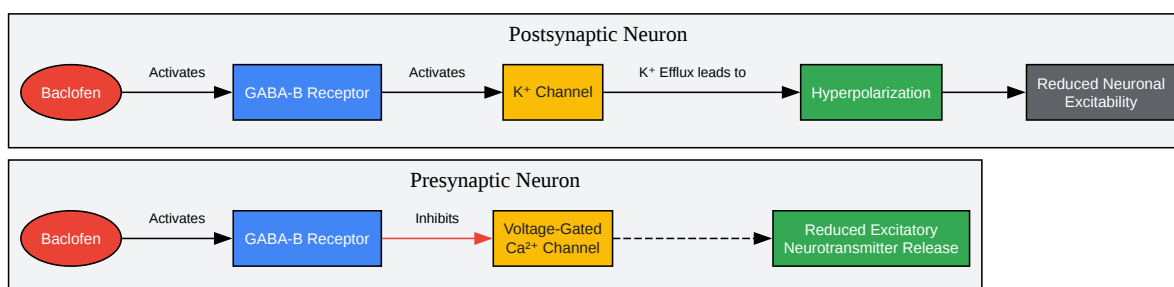 Postsynaptic Neuron
Baclofen
Activates
GABA-B Receptor
Activates
K⁺ Channel
K⁺ Efflux leads to
Hyperpolarization
Reduced Neuronal
Excitability
Presynaptic Neuron
Baclofen
Activates
GABA-B Receptor
Inhibits
Voltage-Gated
Ca²⁺ Channel
Reduced Excitatory
Neurotransmitter Release